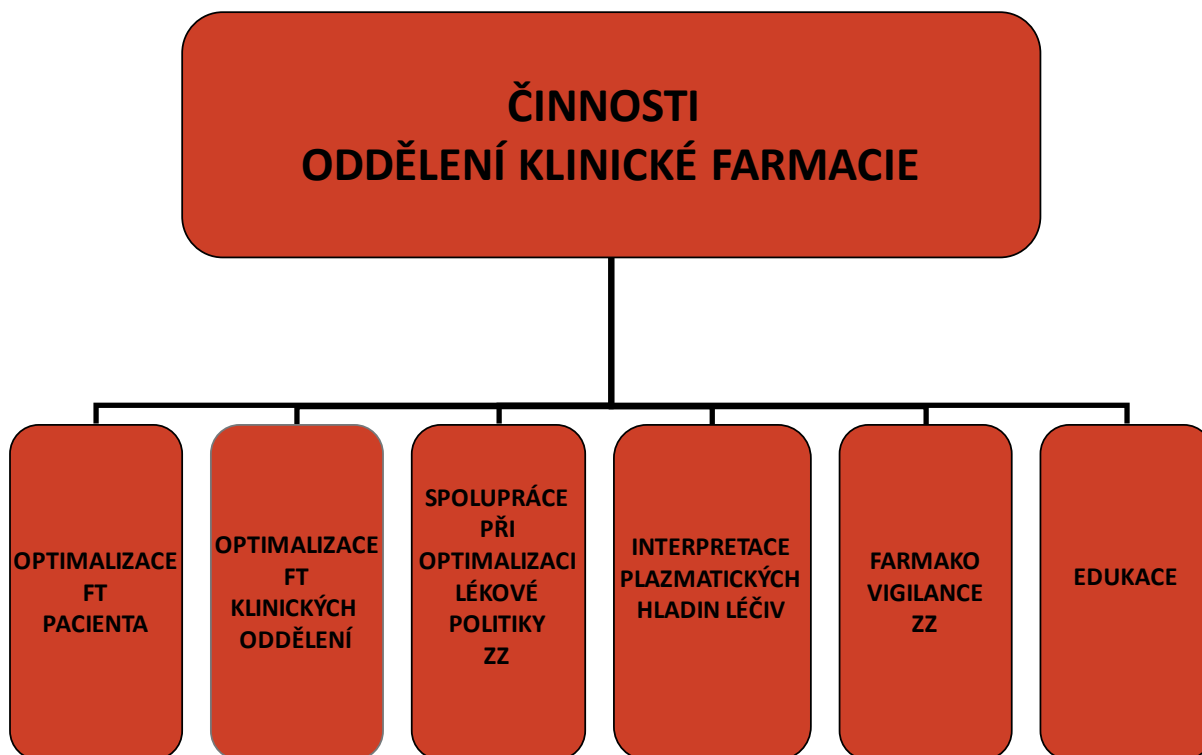 ČINNOSTI
ODDĚLENÍ KLINICKÉ FARMACIE
OPTIMALIZACE
FT
PACIENTA
OPTIMALIZACE
FT
KLINICKÝCH
ODDĚLENÍ
SPOLUPRÁCE
PŘI
OPTIMALIZACI
LÉKOVÉ
POLITIKY
ZZ
INTERPRETACE
PLAZMATICKÝCH
HLADIN LÉČIV
FARMAKO
VIGILANCE
ZZ
EDUKACE